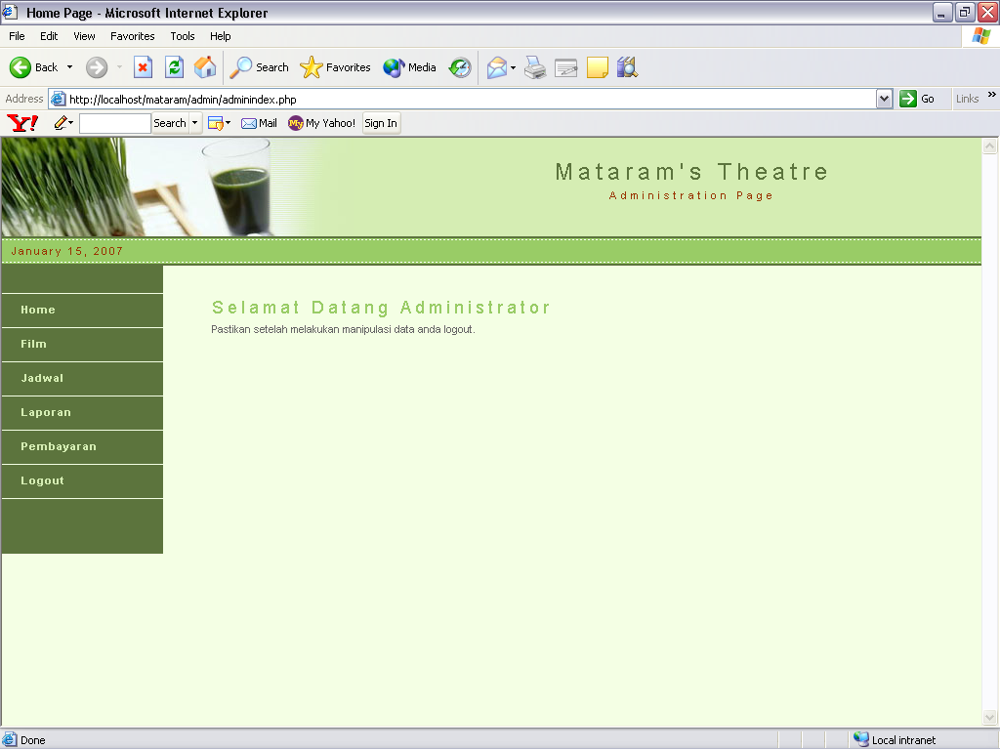 Home Page - Microsoft Internet Explorer
File Edit View Favorites Tools Help
Back Search Favorites Media
Address http://localhost/mataram/admin/adminindex.php Go Links »
Y! Search Mail My My Yahoo! Sign In
Mataram's Theatre
Administration Page
January 15, 2007
Home
Film
Jadwal
Laporan
Pembayaran
Logout
Selamat Datang Administrator
Pastikan setelah melakukan manipulasi data anda logout.
Done Local intranet